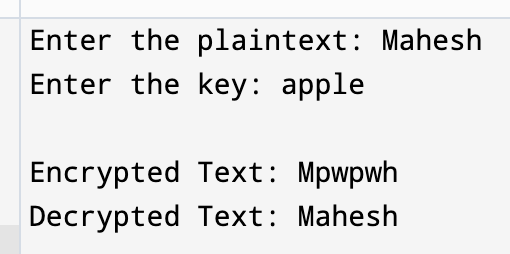 Enter the plaintext: Mahesh
Enter the key: apple
Encrypted Text: Mpwpwh
Decrypted Text: Mahesh